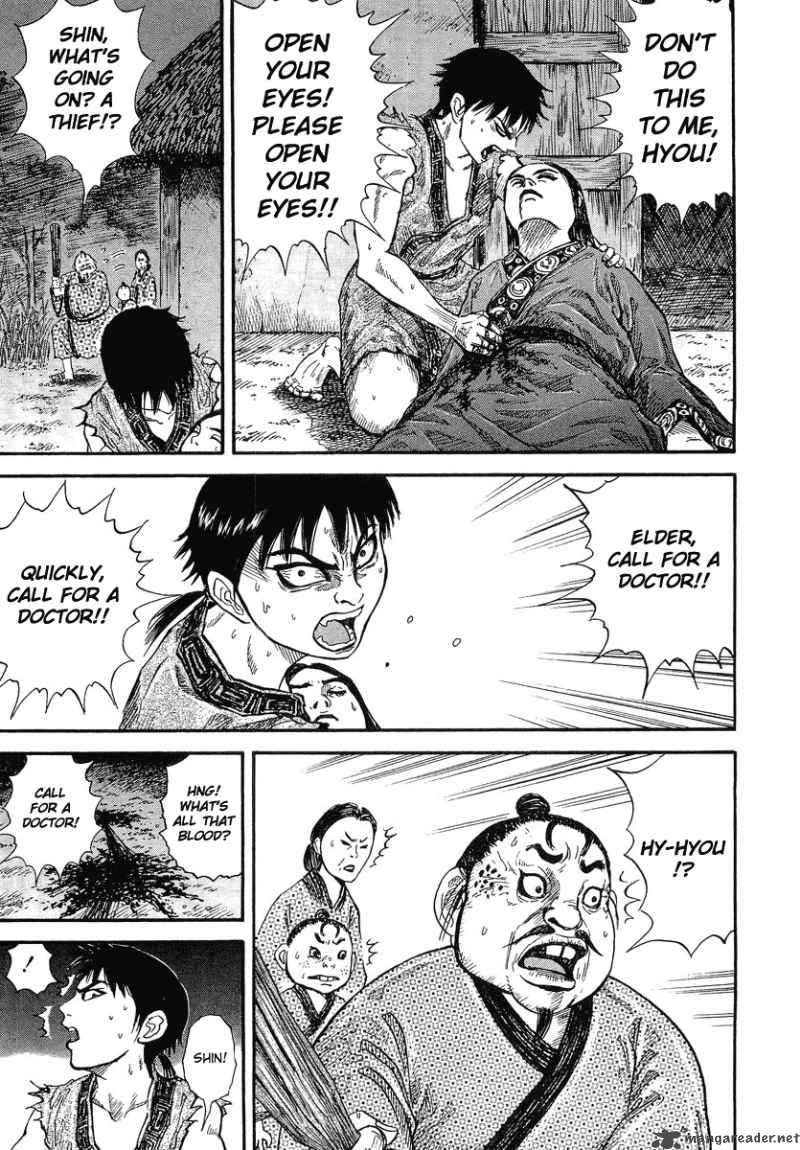 DON'T
DO
THIS
TO ME,
HYOU!
OPEN
YOUR
EYES!
PLEASE
OPEN
YOUR
EYES!!
SHIN,
WHAT'S
GOING
ON? A
THIEF!?
ELDER,
CALL FOR A
DOCTOR!!
QUICKLY,
CALL FOR A
DOCTOR!!
HY-HYOU
!?
HNG!
WHAT'S
ALL THAT
BLOOD?
CALL
FOR A
DOCTOR!
SHIN!
!
mangareader.net